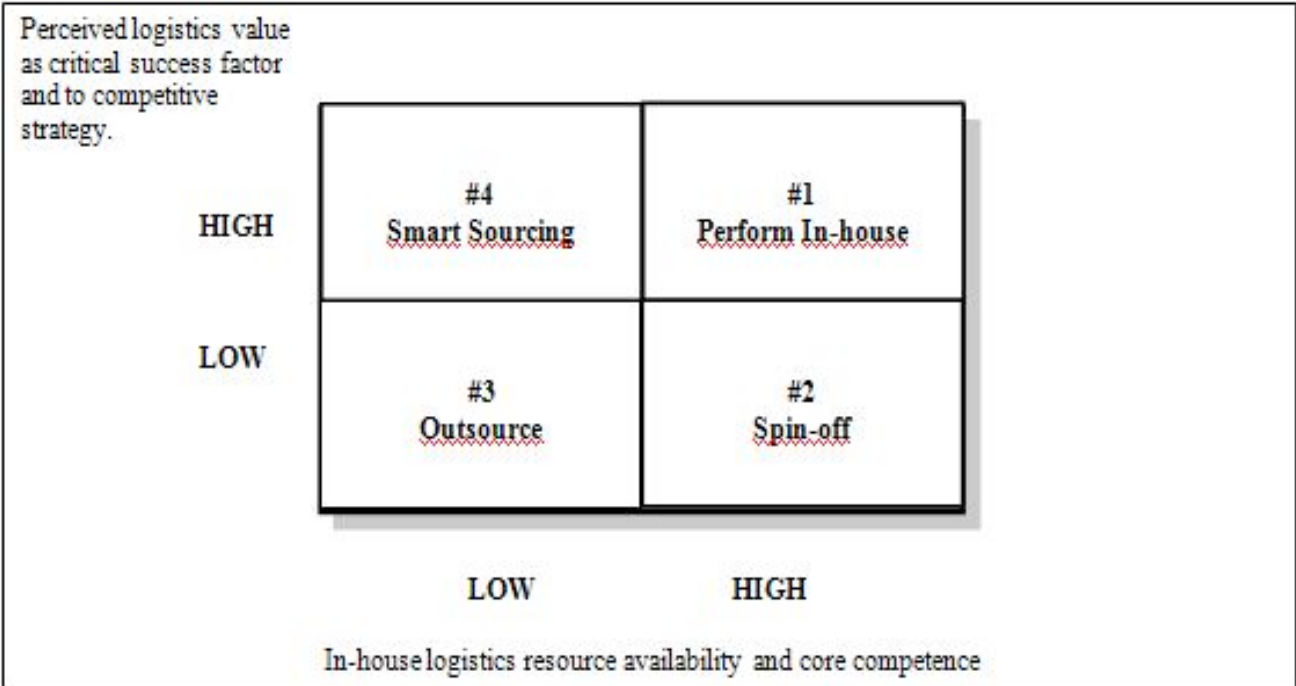 Perceived logistics value
as critical success factor
and to competitive
strategy.
#4
Smart Sourcing
#1
Perform In-house
HIGH
LOW
#3
Outsource
#2
Spin-off
LOW
HIGH
In-house logistics resource availability and core competence